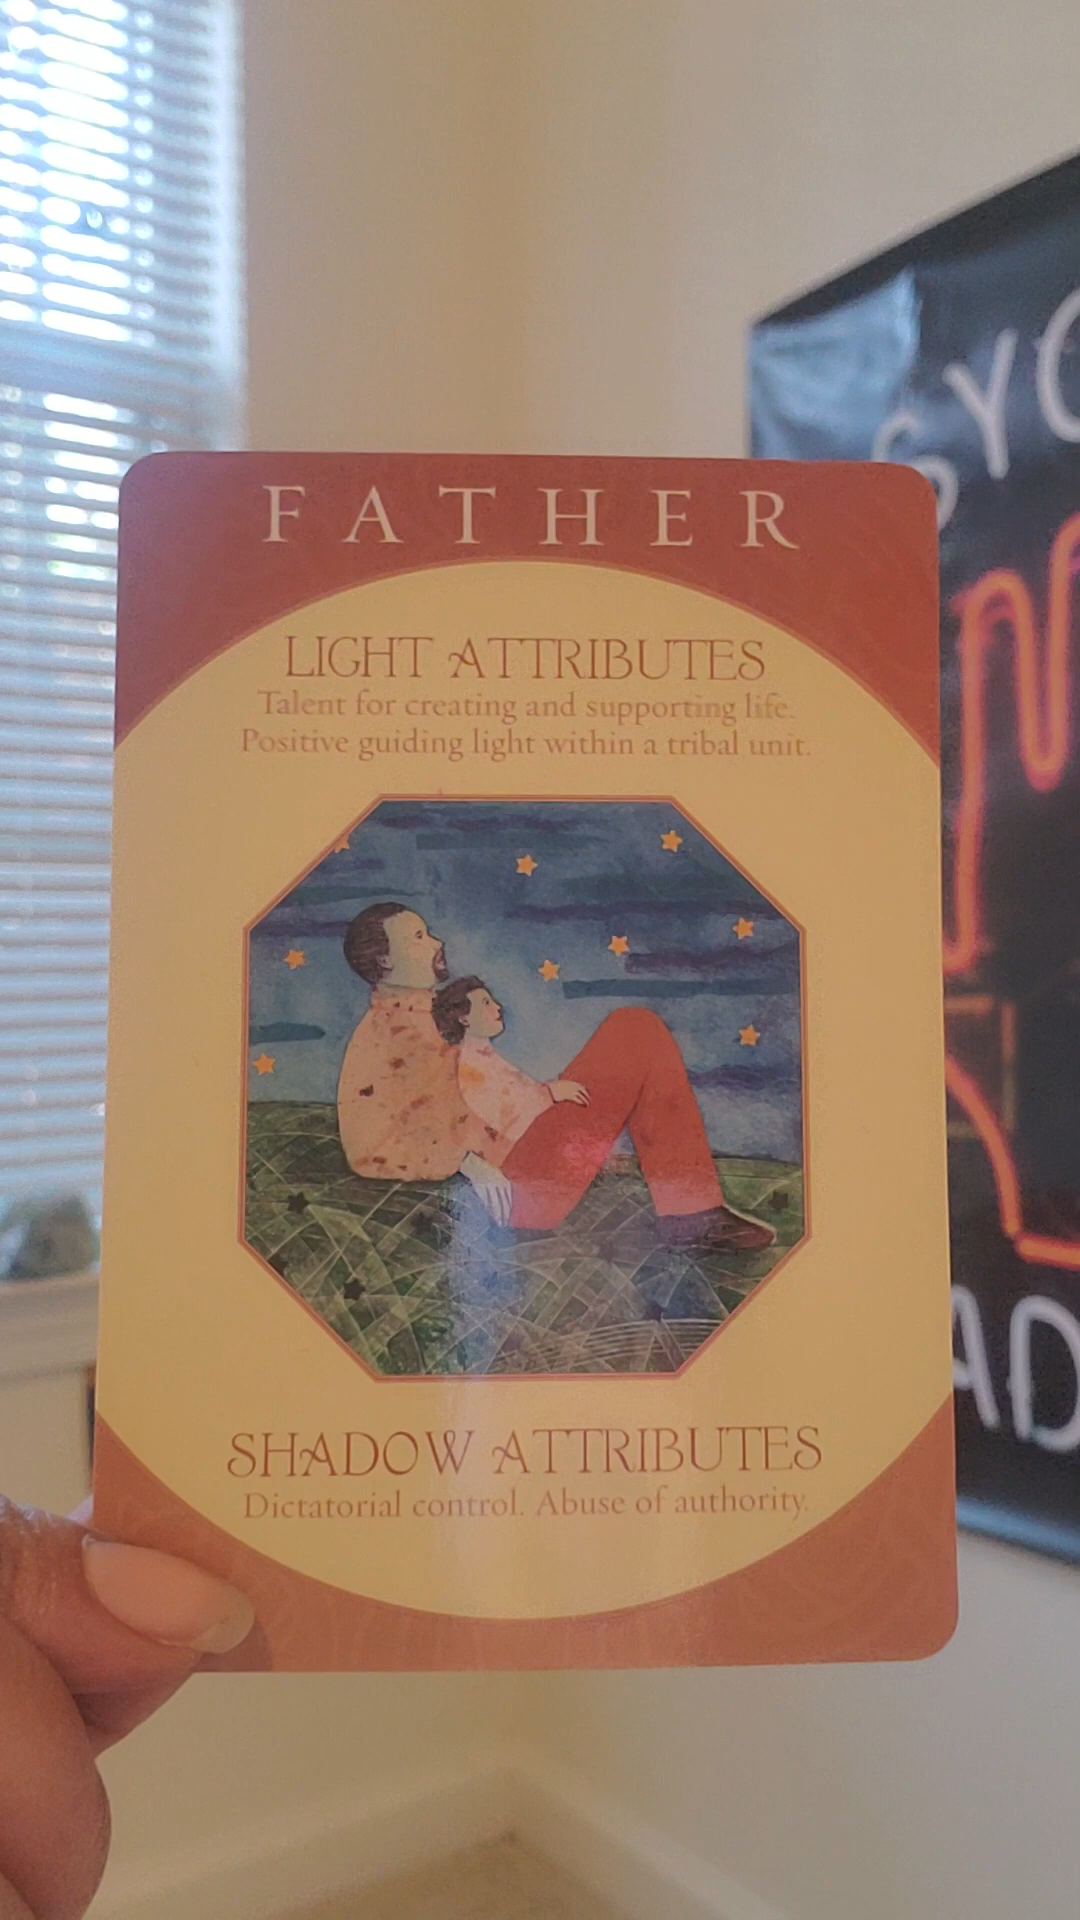 FATHER
LIGHT ATTRIBUTES
Talent for creating and supporting life.
Positive guiding light within a tribal unit.
SHADOW ATTRIBUTES
Dictatorial control. Abuse of authority.